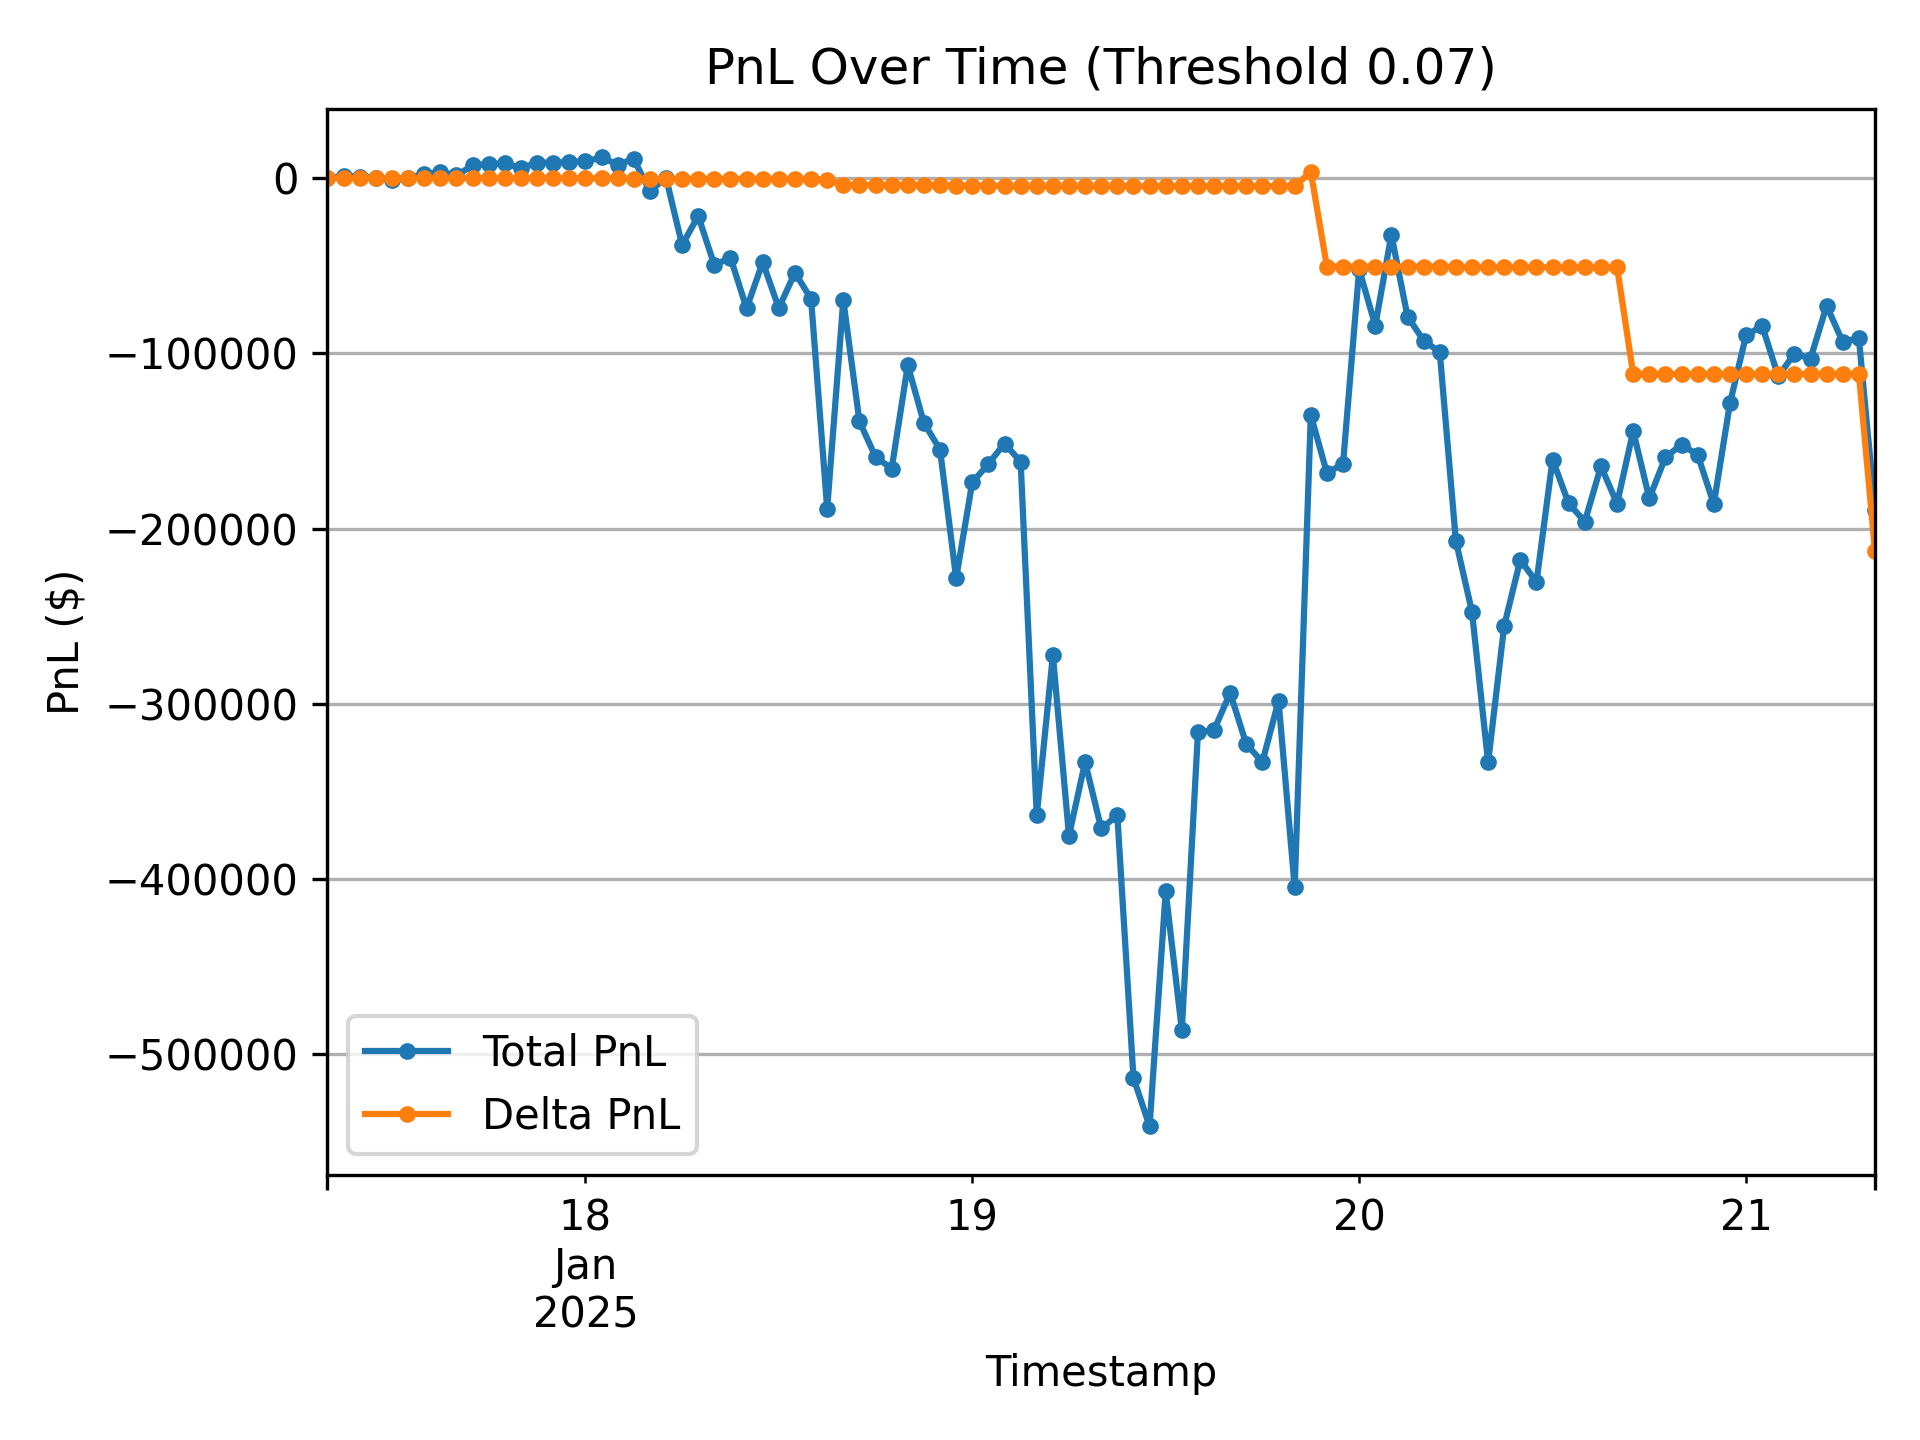 PnL Over Time (Threshold 0.07)
PnL ($)
0
−100000
−200000
−300000
−400000
−500000
Total PnL
Delta PnL
18
Jan
2025
19
20
21
Timestamp